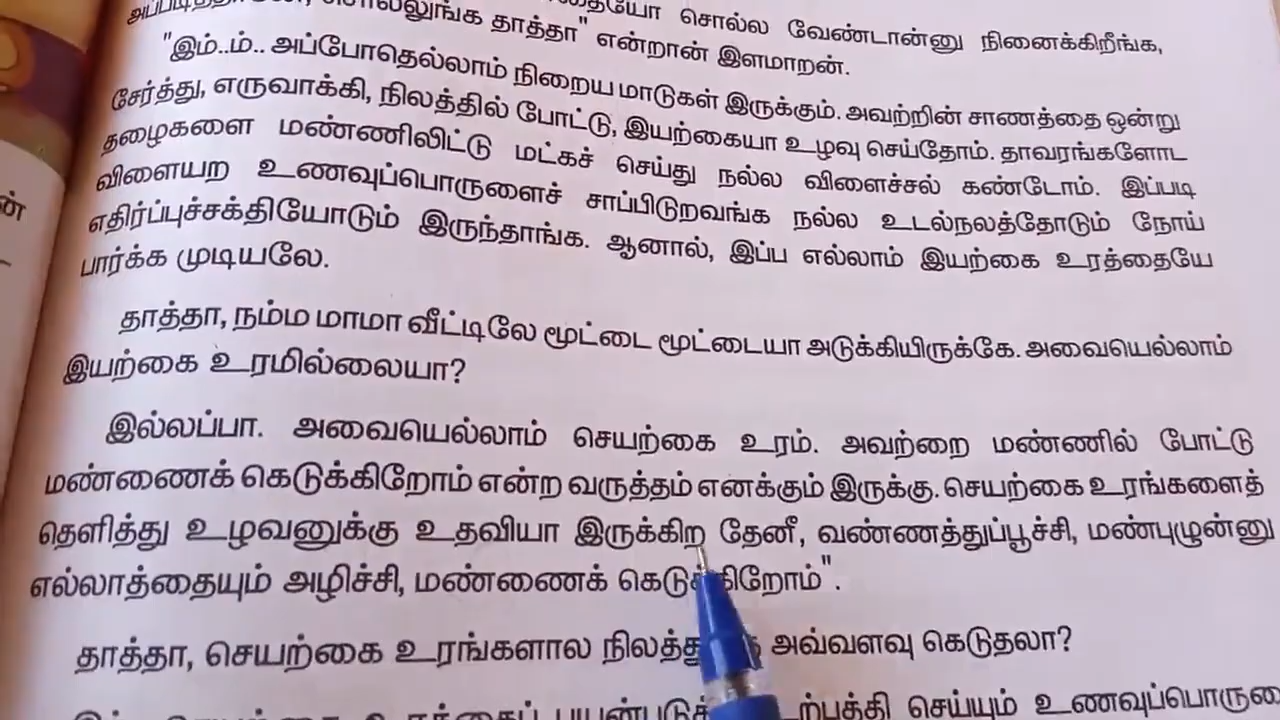 சொல்ல வேண்டான்னு நினைக்கிறீங்க,
தாத்தா" என்றான் இளமாறன்.
"இம்..ம்.. அப்போதெல்லாம் நிறைய மாடுகள் இருக்கும். அவற்றின் சாணத்தை ஒன்று
சேர்த்து, எருவாக்கி, நிலத்தில் போட்டு, இயற்கையா உழவு செய்தோம். தாவரங்களோட
தழைகளை மண்ணிலிட்டு மட்கச் செய்து நல்ல விளைச்சல் கண்டோம். இப்படி
விளையற உணவுப்பொருளைச் சாப்பிடுறவங்க நல்ல உடல்நலத்தோடும் நோய்
எதிர்ப்புச்சக்தியோடும் இருந்தாங்க. ஆனால், இப்ப எல்லாம் இயற்கை உரத்தையே
பார்க்க முடியலே.
தாத்தா, நம்ம மாமா வீட்டிலே மூட்டை மூட்டையா அடுக்கியிருக்கே. அவையெல்லாம்
இயற்கை உரமில்லையா?
இல்லப்பா. அவையெல்லாம் செயற்கை உரம். அவற்றை மண்ணில் போட்டு
மண்ணைக் கெடுக்கிறோம் என்ற வருத்தம் எனக்கும் இருக்கு. செயற்கை உரங்களைத்
தெளித்து உழவனுக்கு உதவியா இருக்கிற தேனீ, வண்ணத்துப்பூச்சி, மண்புழுன்னு
எல்லாத்தையும் அழிச்சி, மண்ணைக் கெடுக்கிறோம்".
தாத்தா, செயற்கை உரங்களால அவ்வளவு கெடுதலா?
செய்யும்